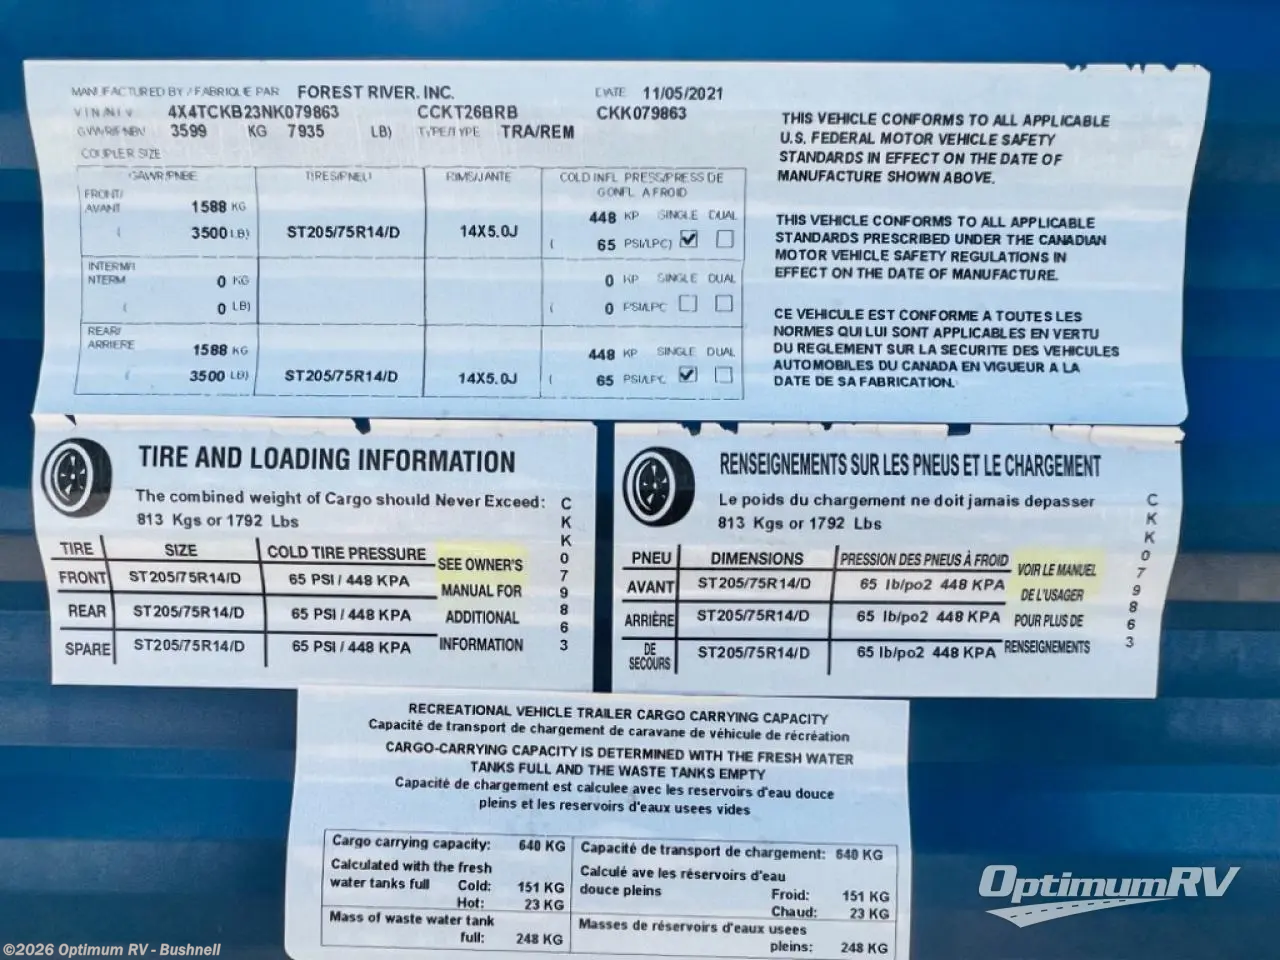 MANUFACTURED BY / FABRIQUE PAR FOREST RIVER, INC. DATE 11/05/2021
V I N / N I V 4X4TCKB23NK079863 CCKT26BRB CKK079863
GVWR/PNBV 3599 KG 7935 LB) TYPE/TYPE TRA/REM
COUPLER SIZE
GAWR/PNBE TIRES/PNEU RIMS/JANTE COLD INFL PRESS/PRESS DE
GONFL A FROID
FRONT/
AVANT 1588 KG 448 KP SINGLE DUAL
( 3500 LB) ST205/75R14/D 14X5.0J ( 65 PSI/LPC)
INTERM/I
NTERM 0 KG 0 KP SINGLE DUAL
0 LB) ( 0 PSI/LPC
REAR/
ARRIERE 1588 KG 448 KP SINGLE DUAL
( 3500 LB) ST205/75R14/D 14X5.0J ( 65 PSI/LPC
THIS VEHICLE CONFORMS TO ALL APPLICABLE
U.S. FEDERAL MOTOR VEHICLE SAFETY
STANDARDS IN EFFECT ON THE DATE OF
MANUFACTURE SHOWN ABOVE.
THIS VEHICLE CONFORMS TO ALL APPLICABLE
STANDARDS PRESCRIBED UNDER THE CANADIAN
MOTOR VEHICLE SAFETY REGULATIONS IN
EFFECT ON THE DATE OF MANUFACTURE.
CE VEHICULE EST CONFORME A TOUTES LES
NORMES QUI LUI SONT APPLICABLES EN VERTU
DU REGLEMENT SUR LA SECURITE DES VEHICULES
AUTOMOBILES DU CANADA EN VIGUEUR A LA
DATE DE SA FABRICATION.
TIRE AND LOADING INFORMATION
The combined weight of Cargo should Never Exceed:
813 Kgs or 1792 Lbs
TIRE SIZE COLD TIRE PRESSURE
FRONT ST205/75R14/D 65 PSI / 448 KPA
REAR ST205/75R14/D 65 PSI / 448 KPA
SPARE ST205/75R14/D 65 PSI / 448 KPA
SEE OWNER'S
MANUAL FOR
ADDITIONAL
INFORMATION
CKK079863
RENSEIGNEMENTS SUR LES PNEUS ET LE CHARGEMENT
Le poids du chargement ne doit jamais depasser
813 Kgs or 1792 Lbs
PNEU DIMENSIONS PRESSION DES PNEUS À FROID
AVANT ST205/75R14/D 65 lb/po2 448 KPA
ARRIÈRE ST205/75R14/D 65 lb/po2 448 KPA
DE
SECOURS ST205/75R14/D 65 lb/po2 448 KPA
VOIR LE MANUEL
DE L'USAGER
POUR PLUS DE
RENSEIGNEMENTS
CKK079863
RECREATIONAL VEHICLE TRAILER CARGO CARRYING CAPACITY
Capacité de transport de chargement de caravane de véhicule de récréation
CARGO-CARRYING CAPACITY IS DETERMINED WITH THE FRESH WATER
TANKS FULL AND THE WASTE TANKS EMPTY
Capacité de chargement est calculee avec les reservoirs d'eau douce
pleins et les reservoirs d'eaux usees vides
Cargo carrying capacity: 640 KG
Calculated with the fresh
water tanks full Cold: 151 KG
Hot: 23 KG
Mass of waste water tank
full: 248 KG
Capacité de transport de chargement: 640 KG
Calculé ave les réservoirs d'eau
douce pleins Froid: 151 KG
Chaud: 23 KG
Masses de réservoirs d'eaux usees
pleins: 248 KG
OptimumRV
©2026 Optimum RV - Bushnell